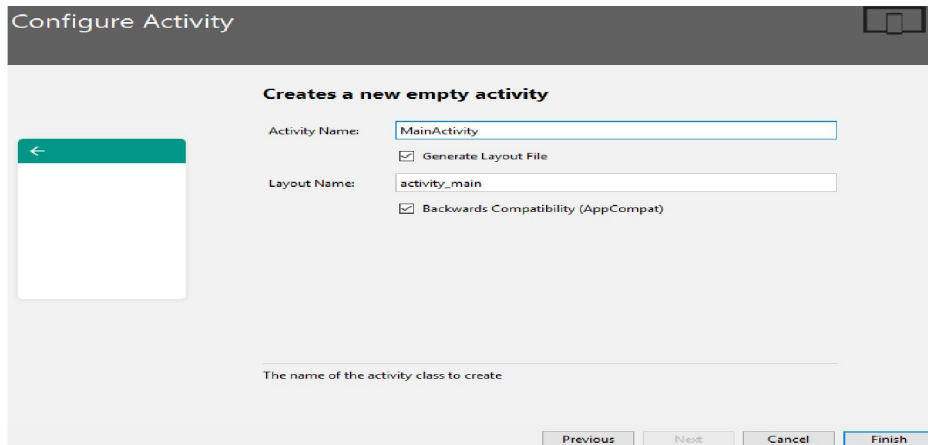 Configure Activity
Creates a new empty activity
Activity Name: MainActivity
Generate Layout File
Layout Name: activity_main
Backwards Compatibility (AppCompat)
The name of the activity class to create
Previous Next Cancel Finish